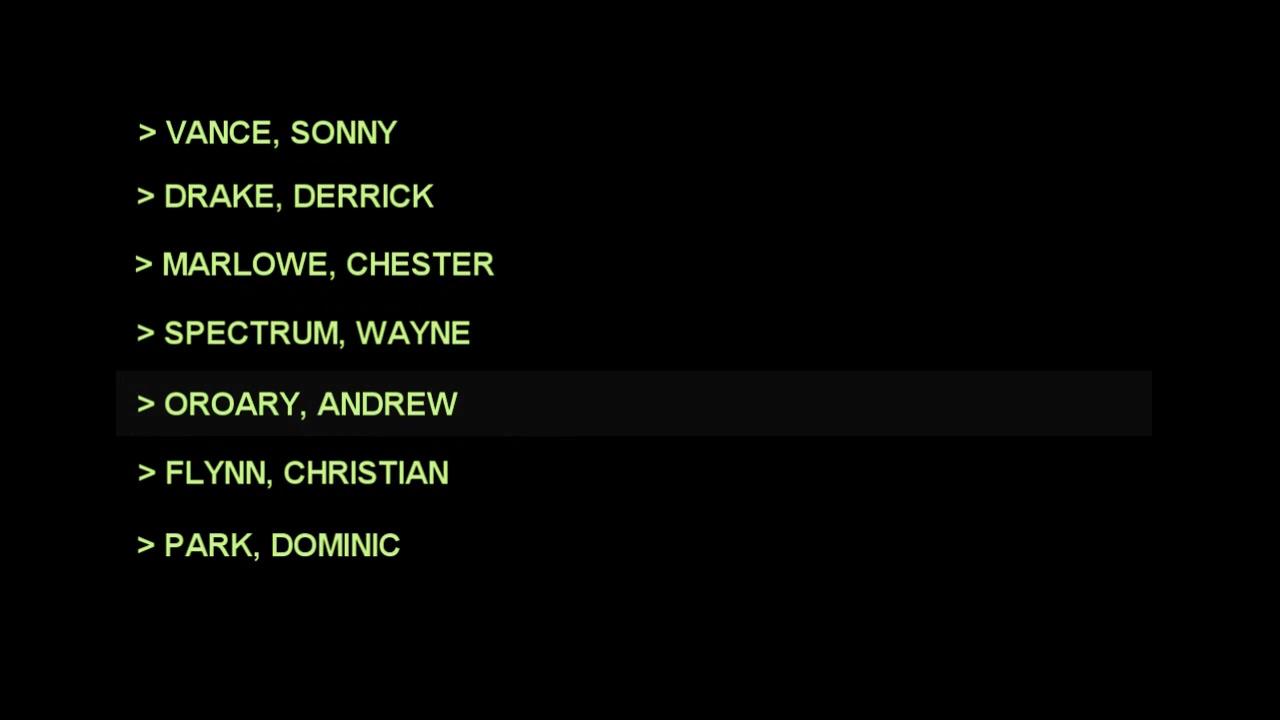 > VANCE, SONNY
> DRAKE, DERRICK
> MARLOWE, CHESTER
> SPECTRUM, WAYNE
> OROARY, ANDREW
> FLYNN, CHRISTIAN
> PARK, DOMINIC